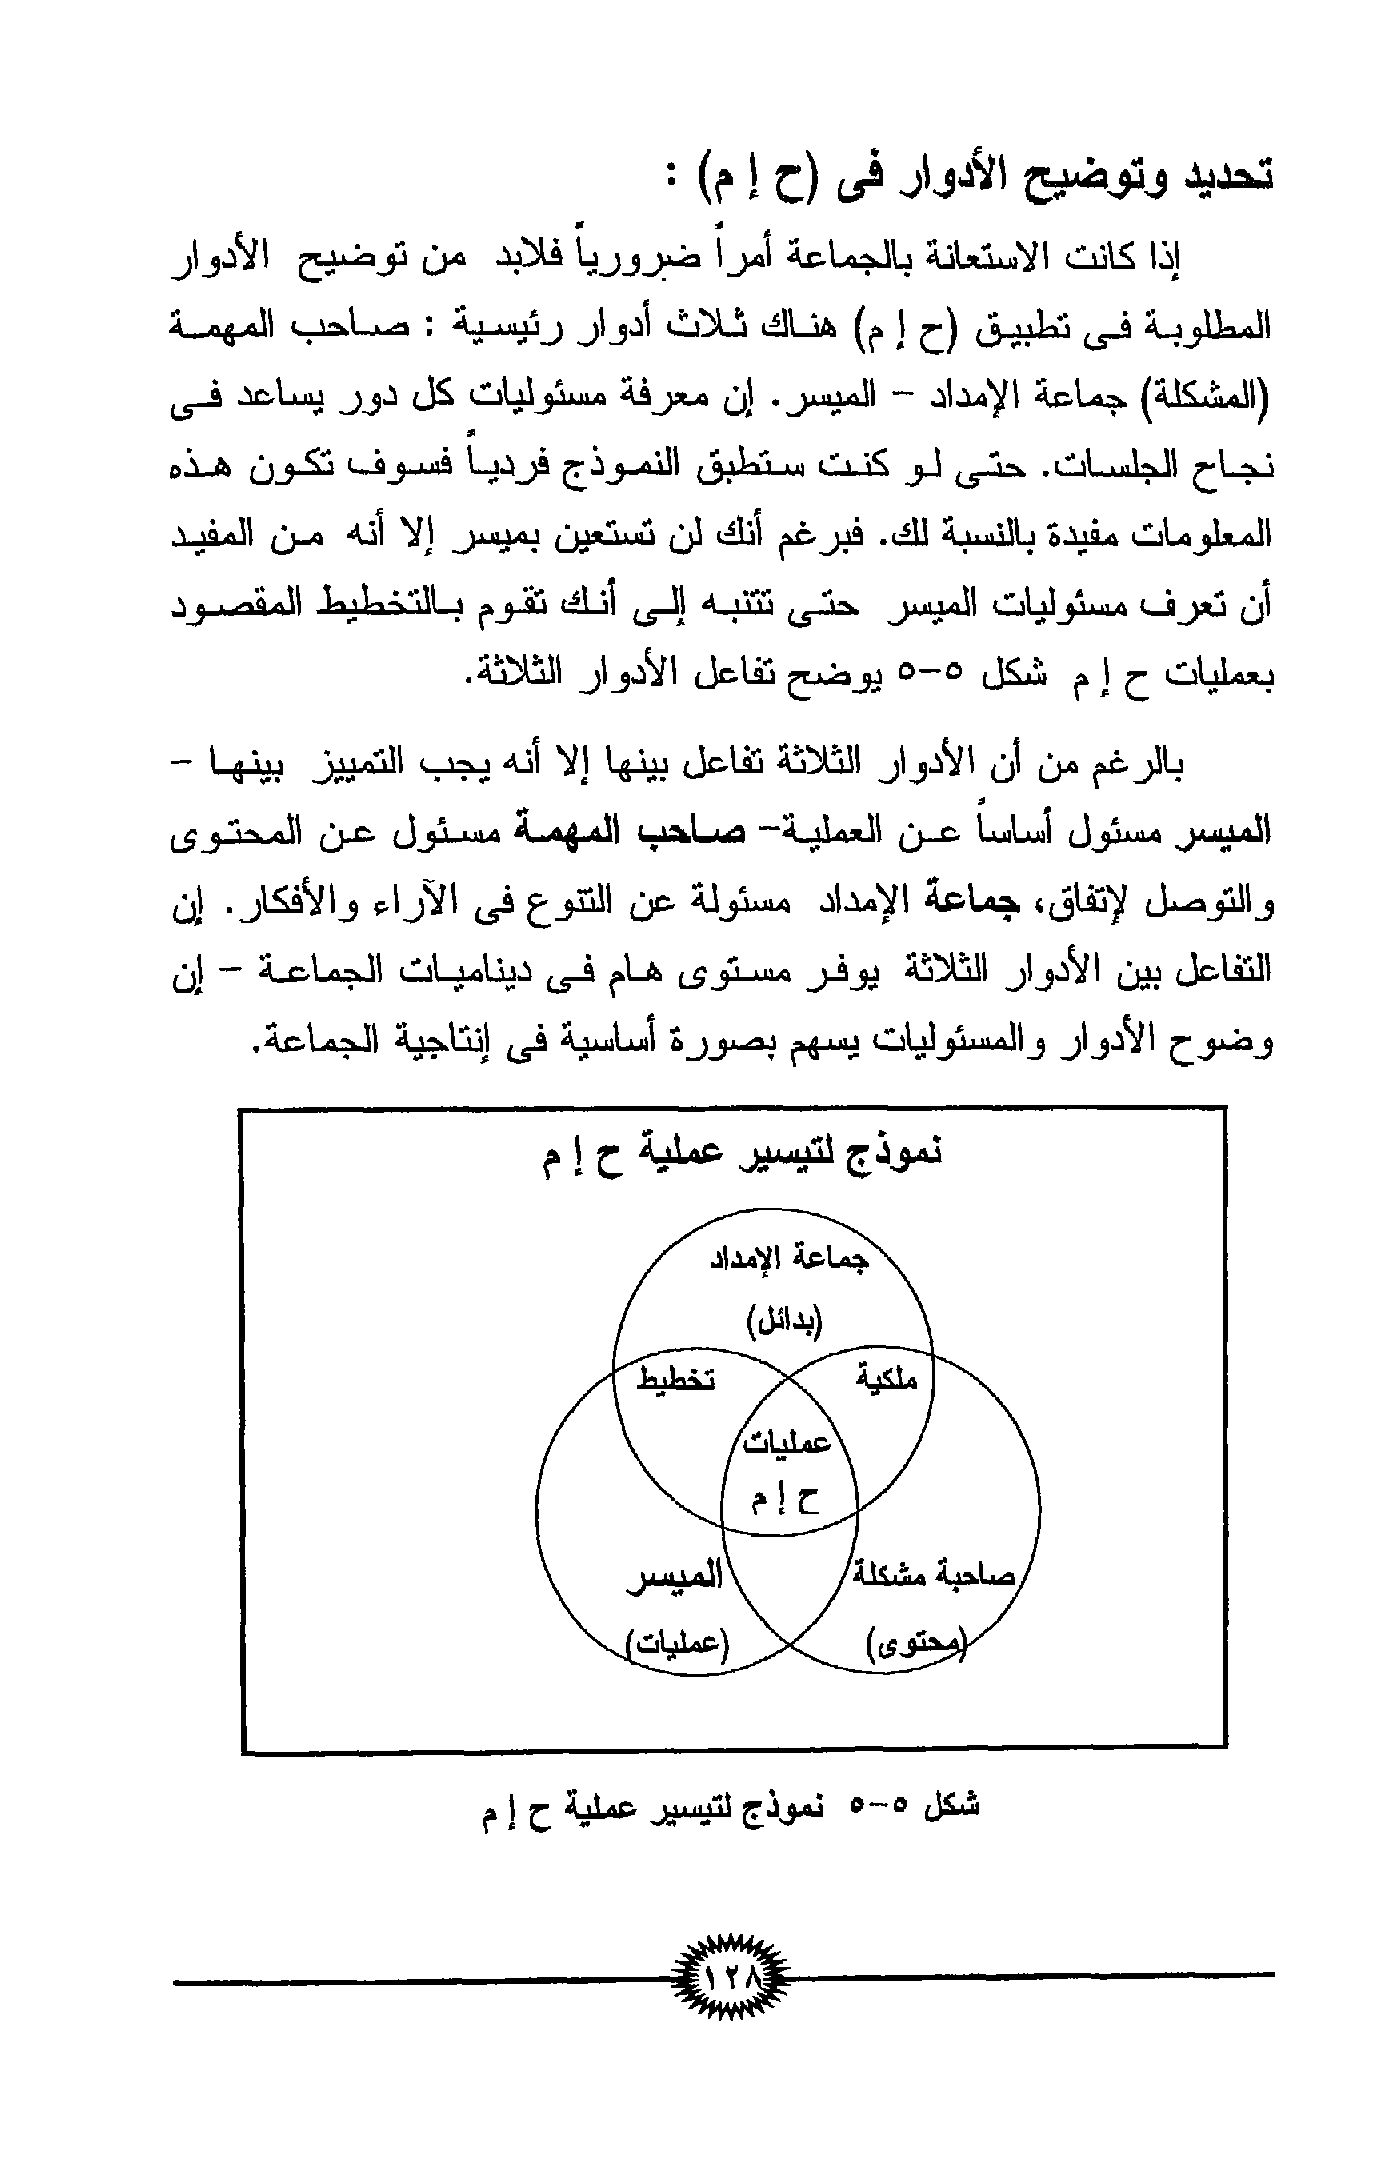 تحديد وتوضيح الأدوار فى (ح إ م) :
إذا كانت الاستعانة بالجماعة أمراً ضرورياً فلابد من توضيح الأدوار
المطلوبة فى تطبيق (ح إ م) هناك ثلاث أدوار رئيسية : صاحب المهمة
(المشكلة) جماعة الإمداد - الميسر. إن معرفة مسئوليات كل دور يساعد فى
نجاح الجلسات. حتى لو كنت ستطبق النموذج فردياً فسوف تكون هذه
المعلومات مفيدة بالنسبة لك. فبرغم أنك لن تستعين بميسر إلا أنه من المفيد
أن تعرف مسئوليات الميسر حتى تتنبه إلى أنك تقوم بالتخطيط المقصود
بعمليات ح إ م شكل ٥-٥ يوضح تفاعل الأدوار الثلاثة.
بالرغم من أن الأدوار الثلاثة تفاعل بينها إلا أنه يجب التمييز بينها -
الميسر مسئول أساساً عن العملية- صاحب المهمة مسئول عن المحتوى
والتوصل لإتفاق، جماعة الإمداد مسئولة عن التنوع فى الآراء والأفكار. إن
التفاعل بين الأدوار الثلاثة يوفر مستوى هام فى ديناميات الجماعة - إن
وضوح الأدوار والمسئوليات يسهم بصورة أساسية فى إنتاجية الجماعة.
نموذج لتيسير عملية ح إ م
جماعة الإمداد
(بدائل)
ملكية
تخطيط
عمليات
ح إ م
صاحبة مشكلة
الميسر
(محتوى)
(عمليات)
شكل ٥-٥ نموذج لتيسير عملية ح إ م
١٢٨